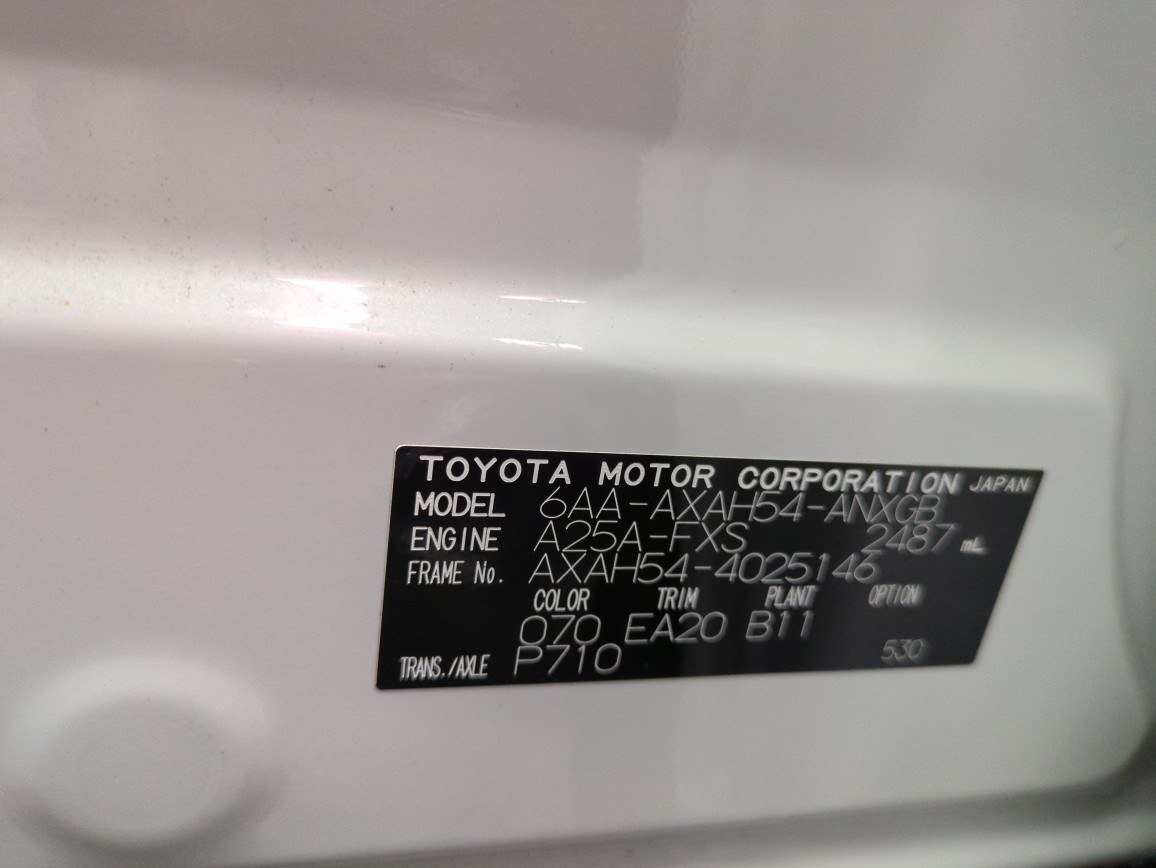 TOYOTA MOTOR CORPORATION JAPAN
MODEL 6AA-AXAH54-ANXGB
ENGINE A25A-FXS 2487 mL
FRAME No. AXAH54-4025146
COLOR TRIM PLANT OPTION
070 EA20 B11
TRANS./AXLE P710 530